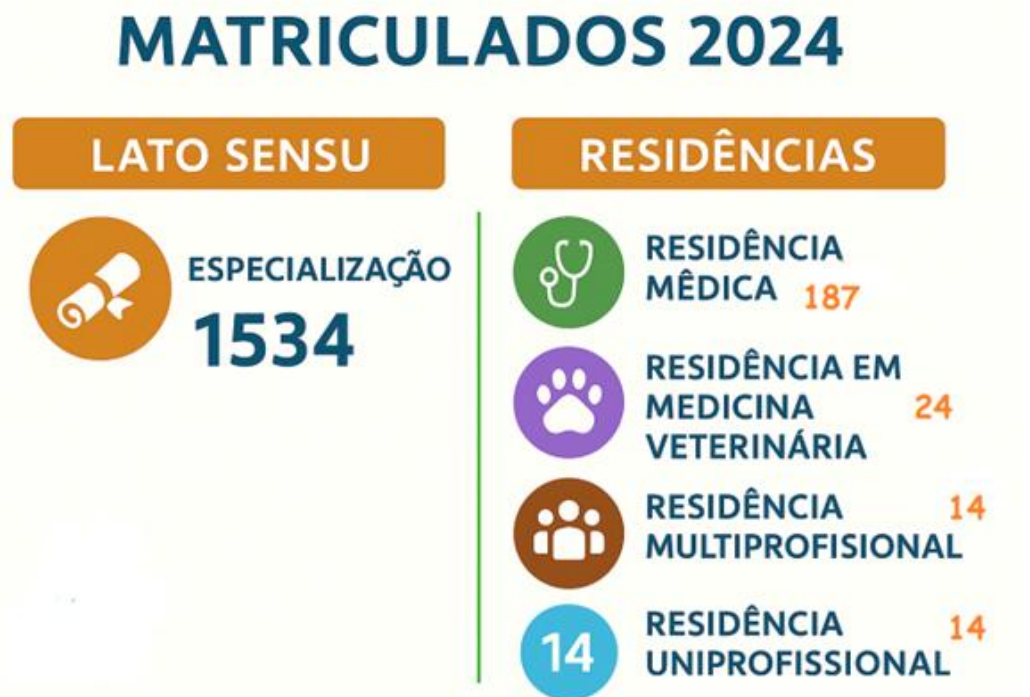 MATRICULADOS 2024
LATO SENSU
ESPECIALIZAÇÃO
1534
RESIDÊNCIAS
RESIDÊNCIA
MÊDICA 187
RESIDÊNCIA EM
MEDICINA 24
VETERINÁRIA
RESIDÊNCIA 14
MULTIPROFISIONAL
14
RESIDÊNCIA 14
UNIPROFISSIONAL